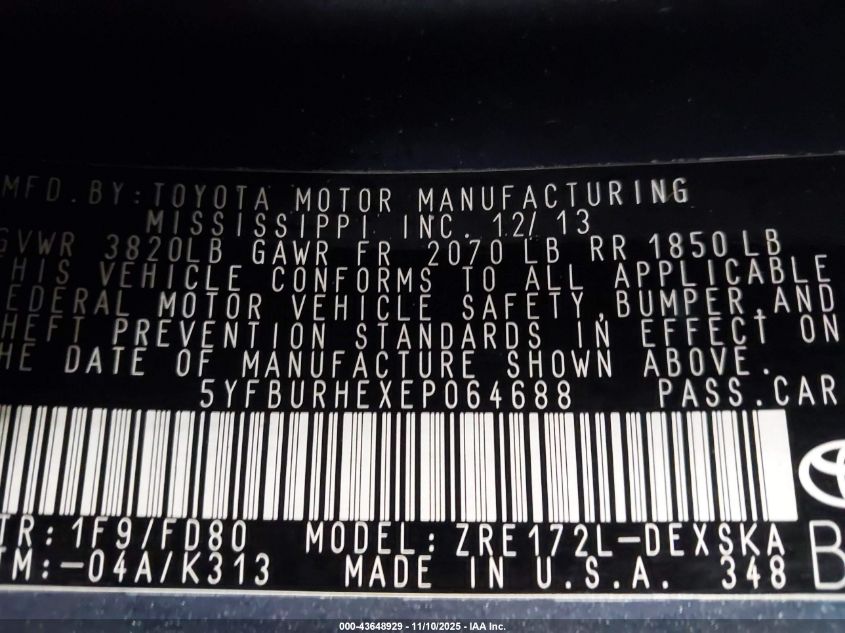 MFD. BY: TOYOTA MOTOR MANUFACTURING
MISSISSIPPI INC. 12/13
GVWR 3820LB GAWR FR 2070 LB RR 1850LB
HIS VEHICLE CONFORMS TO ALL APPLICABLE
EDERAL MOTOR VEHICLE SAFETY, BUMPER, AND
HEFT PREVENTION STANDARDS IN EFFECT ON
HE DATE OF MANUFACTURE SHOWN ABOVE.
5YFBURHEXEP064688 PASS.CAR
TR: 1F9/FD80 MODEL: ZRE172L-DEXSKA
TM:-04A/K313 MADE IN U.S.A. 348 B
000-43648929 - 11/10/2025 - IAA Inc.